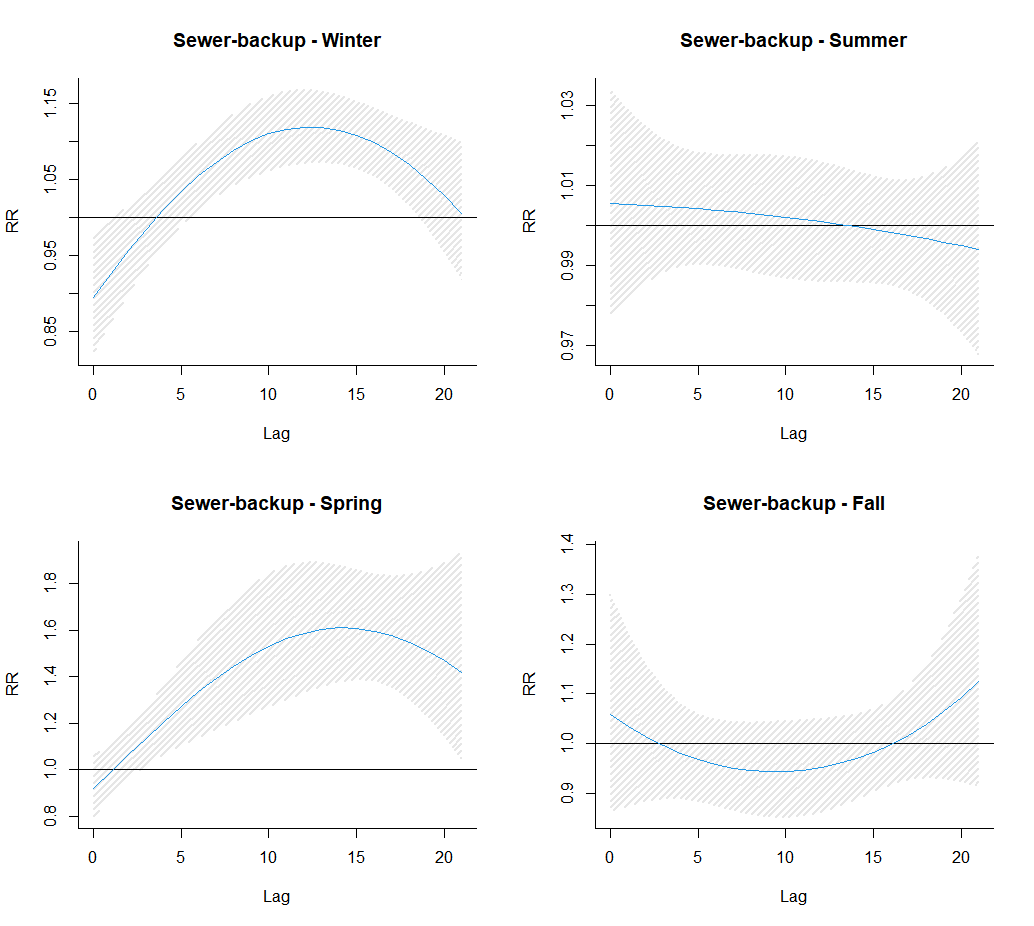 Sewer-backup - Winter
RR
1.15
1.05
0.95
0.85
0 5 10 15 20
Lag
Sewer-backup - Summer
RR
1.03
1.01
0.99
0.97
0 5 10 15 20
Lag
Sewer-backup - Spring
RR
1.8
1.6
1.4
1.2
1.0
0.8
0 5 10 15 20
Lag
Sewer-backup - Fall
RR
1.4
1.3
1.2
1.1
1.0
0.9
0 5 10 15 20
Lag